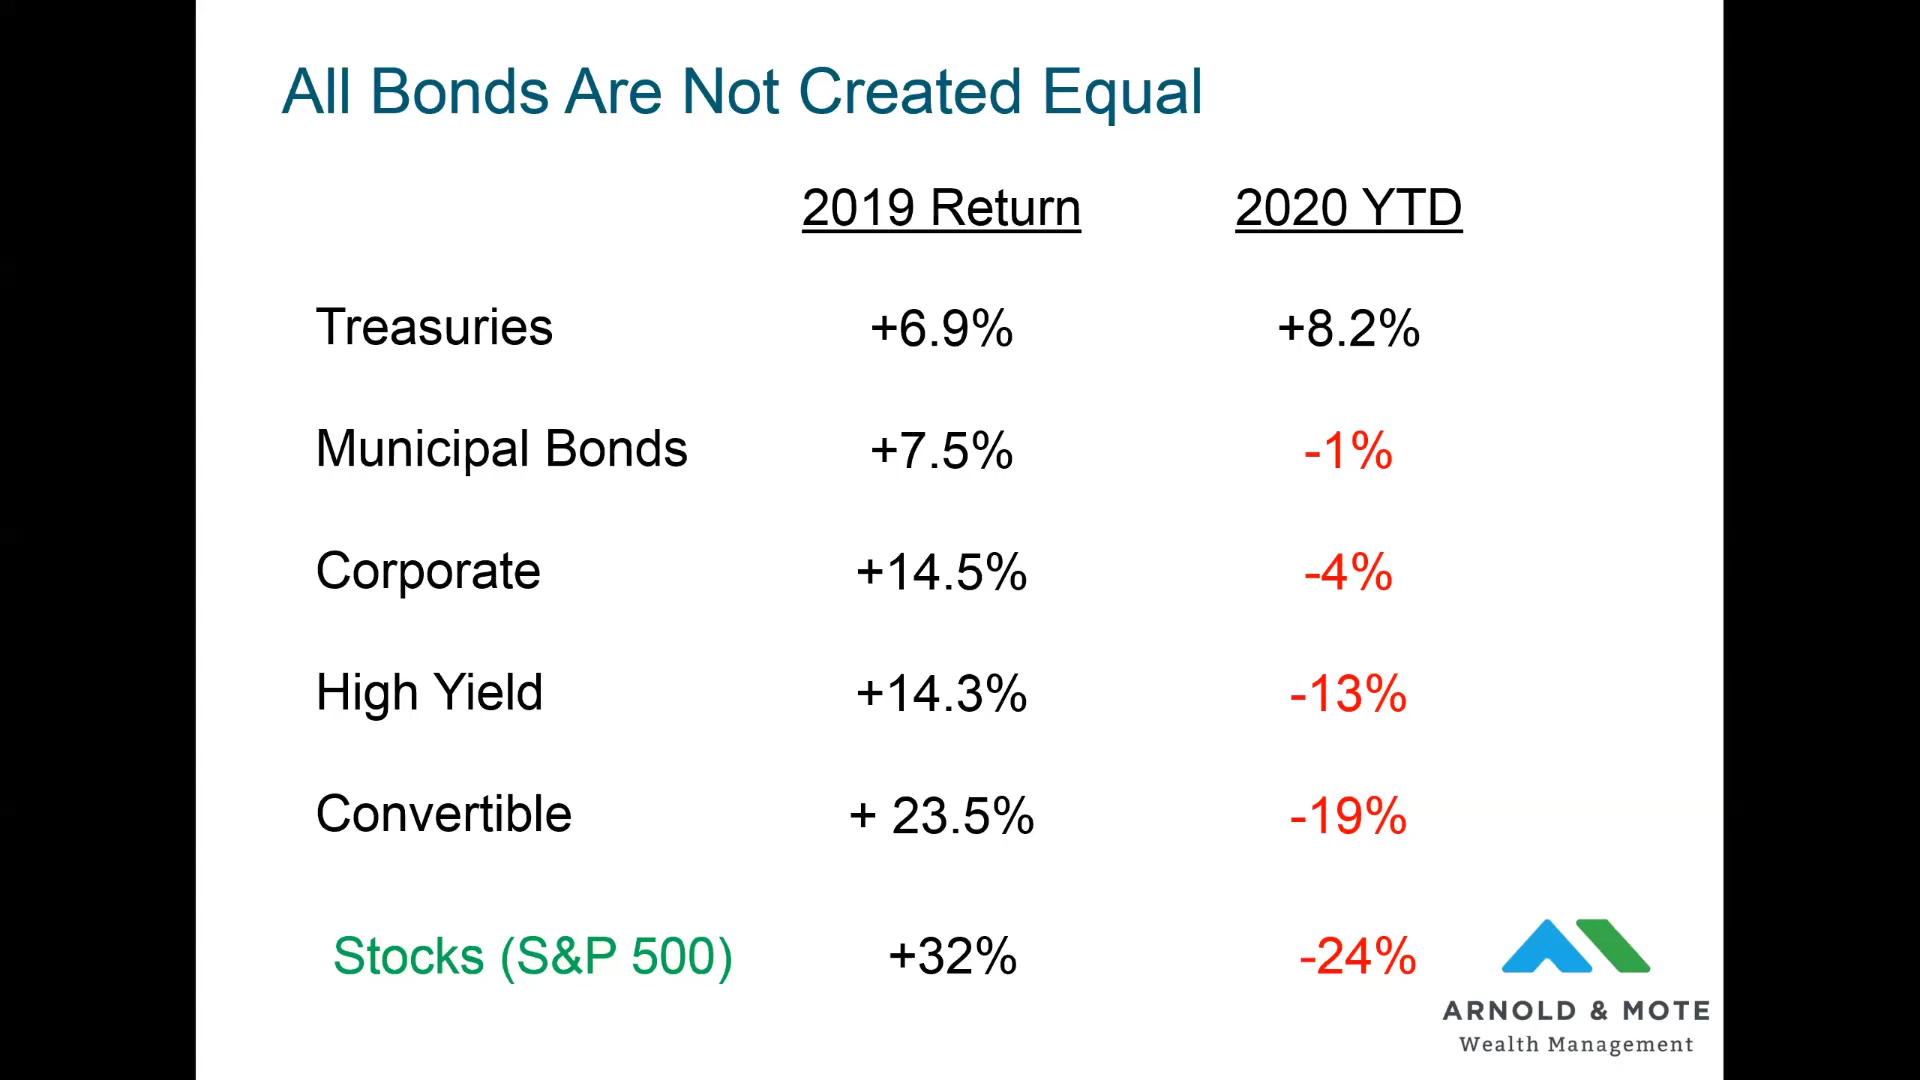 All Bonds Are Not Created Equal
2019 Return 2020 YTD
Treasuries +6.9% +8.2%
Municipal Bonds +7.5% -1%
Corporate +14.5% -4%
High Yield +14.3% -13%
Convertible + 23.5% -19%
Stocks (S&P 500) +32% -24%
ARNOLD & MOTE
Wealth Management